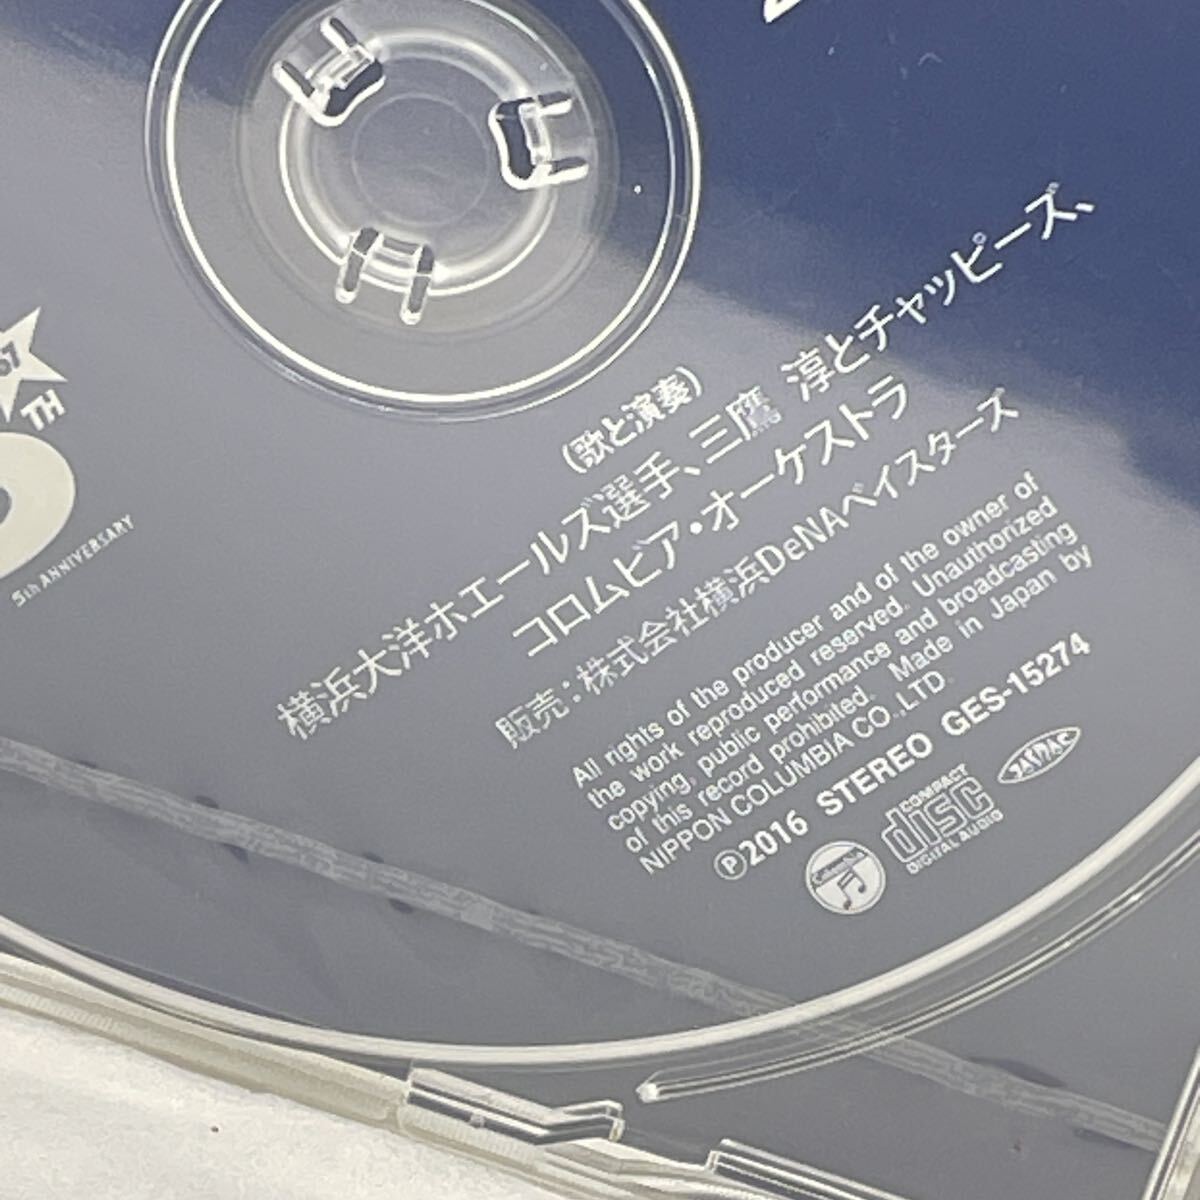 67
TH
5th ANNIVERSARY
(歌と演奏)
横浜大洋ホエールズ選手、三鷹 淳とチャッピーズ、
コロムビア・オーケストラ
販売：株式会社横浜DeNAベイスターズ
All rights of the producer and of the owner of
the work reproduced reserved. Unauthorized
copying, public performance and broadcasting
of this record prohibited. Made in Japan by
NIPPON COLUMBIA CO.,LTD.
Ⓟ2016 STEREO GES-15274
Columbia
COMPACT
disc
DIGITAL AUDIO
JASRAC